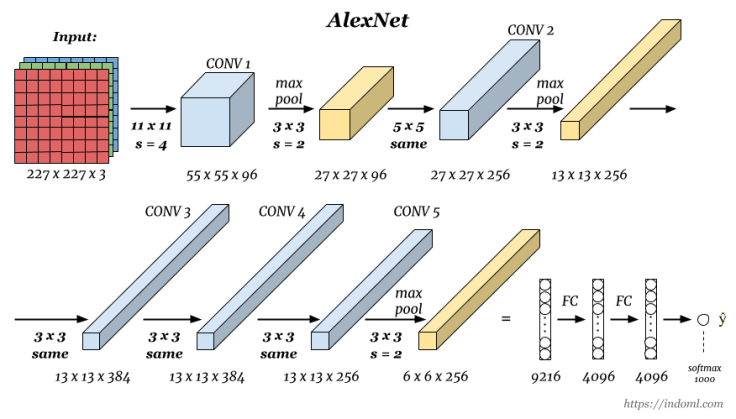 AlexNet
Input:
CONV 1
CONV 2
max
pool
max
pool
11 x 11
s = 4
3 x 3
s = 2
5 x 5
same
3 x 3
s = 2
227 x 227 x 3
55 x 55 x 96
27 x 27 x 96
27 x 27 x 256
13 x 13 x 256
CONV 3
CONV 4
CONV 5
max
pool
FC
FC
=
ŷ
3 x 3
same
3 x 3
same
3 x 3
same
3 x 3
s = 2
13 x 13 x 384
13 x 13 x 384
13 x 13 x 256
6 x 6 x 256
9216
4096
4096
softmax
1000
https://indoml.com